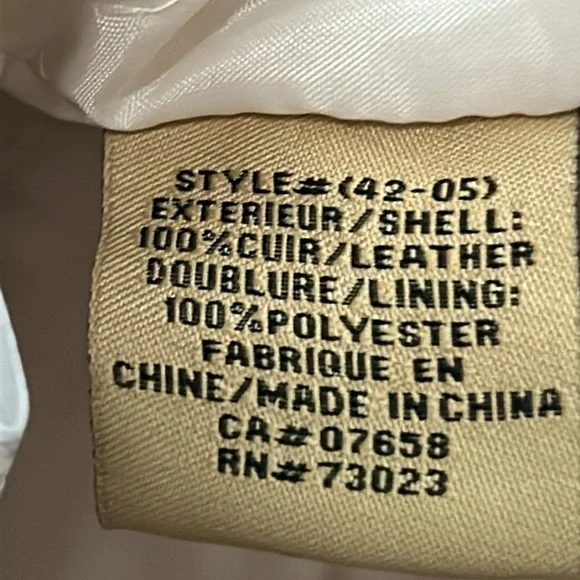 STYLE#(42-05)
EXTERIEUR/SHELL:
100%CUIR/LEATHER
DOUBLURE/LINING:
100%POLYESTER
FABRIQUE EN
CHINE/MADE IN CHINA
CA#07658
RN#73023